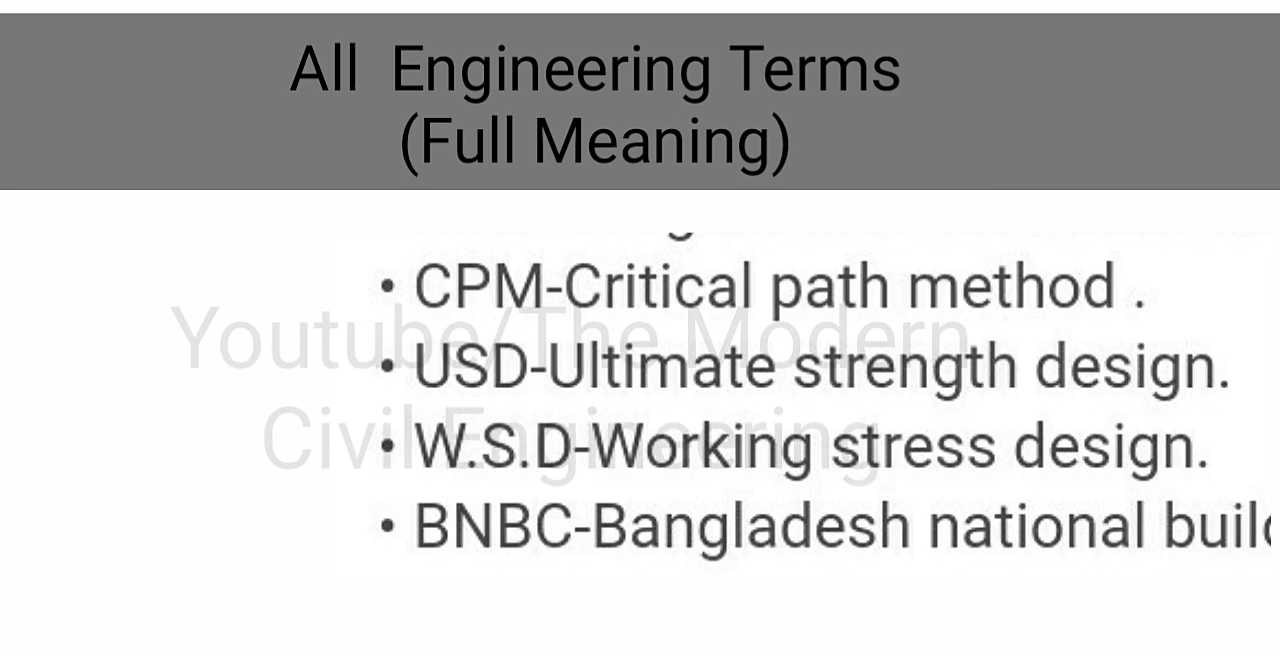 All Engineering Terms
(Full Meaning)
• CPM-Critical path method .
Youtube/The Modern
• USD-Ultimate strength design.
Civil Engineering
• W.S.D-Working stress design.
• BNBC-Bangladesh national